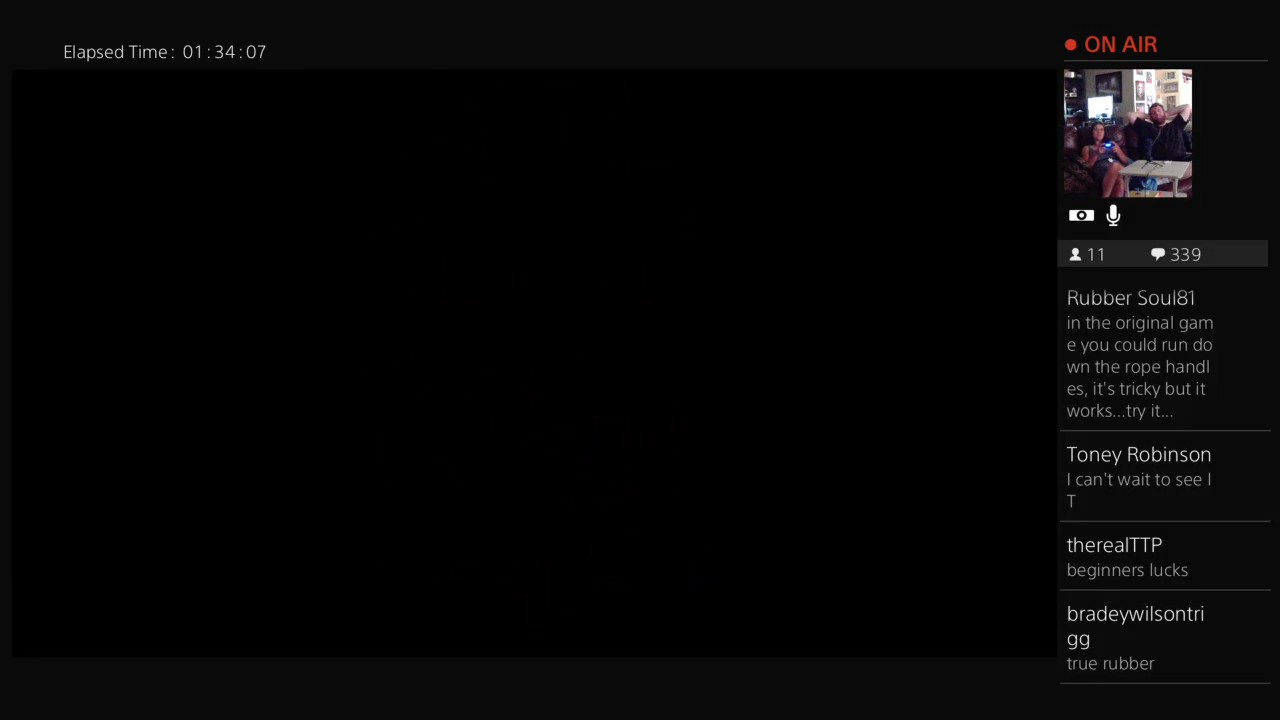 Elapsed Time: 01:34:07
ON AIR
11 339
Rubber Soul81
in the original gam
e you could run do
wn the rope handl
es, it's tricky but it
works...try it...
Toney Robinson
I can't wait to see I
T
therealTTP
beginners lucks
bradeywilsontri
gg
true rubber